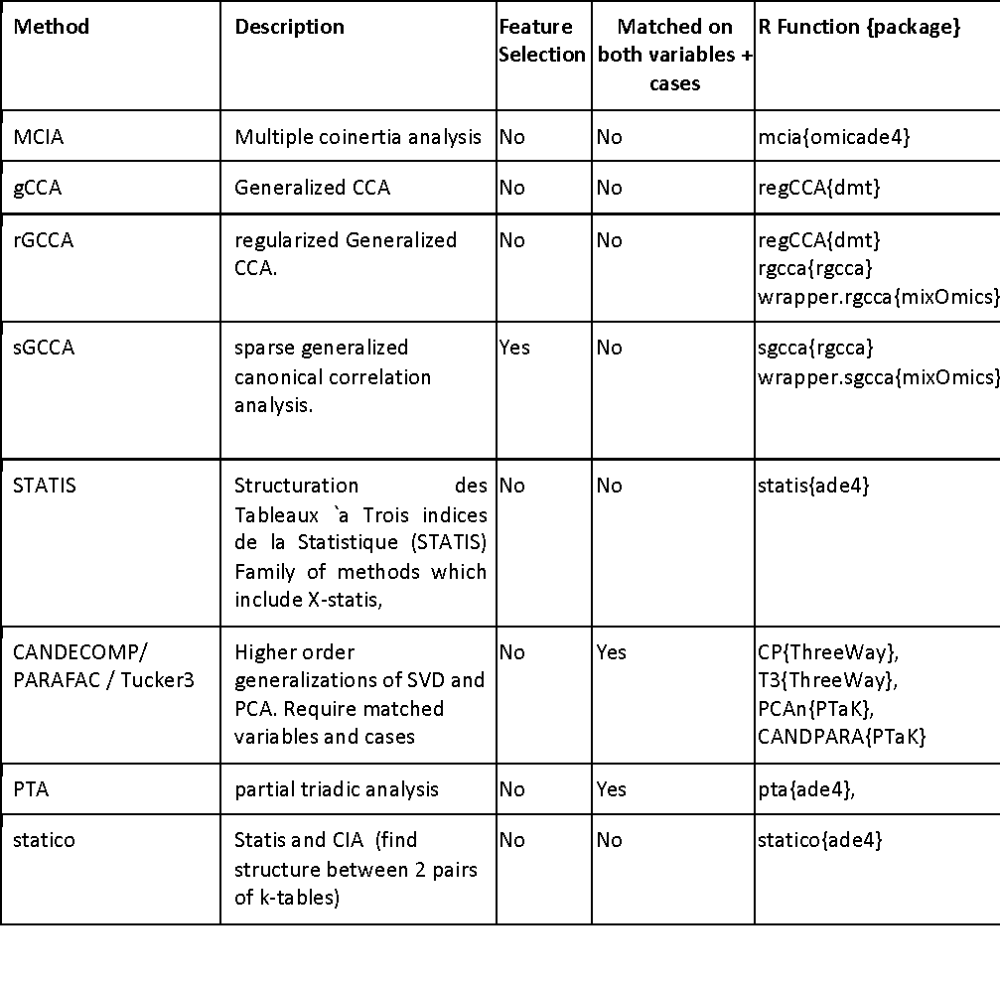 Method Description Feature Matched on R Function {package}
Selection both variables +
cases
MCIA Multiple coinertia analysis No No mcia{omicade4}
gCCA Generalized CCA No No regCCA{dmt}
rGCCA regularized Generalized No No regCCA{dmt}
CCA. rgcca{rgcca}
wrapper.rgcca{mixOmics}
sGCCA sparse generalized Yes No sgcca{rgcca}
canonical correlation wrapper.sgcca{mixOmics}
analysis.
STATIS Structuration des No No statis{ade4}
Tableaux `a Trois indices
de la Statistique (STATIS)
Family of methods which
include X-statis,
CANDECOMP/ Higher order No Yes CP{ThreeWay},
PARAFAC / Tucker3 generalizations of SVD and T3{ThreeWay},
PCA. Require matched PCAn{PTaK},
variables and cases CANDPARA{PTaK}
PTA partial triadic analysis No Yes pta{ade4},
statico Statis and CIA (find No No statico{ade4}
structure between 2 pairs
of k-tables)